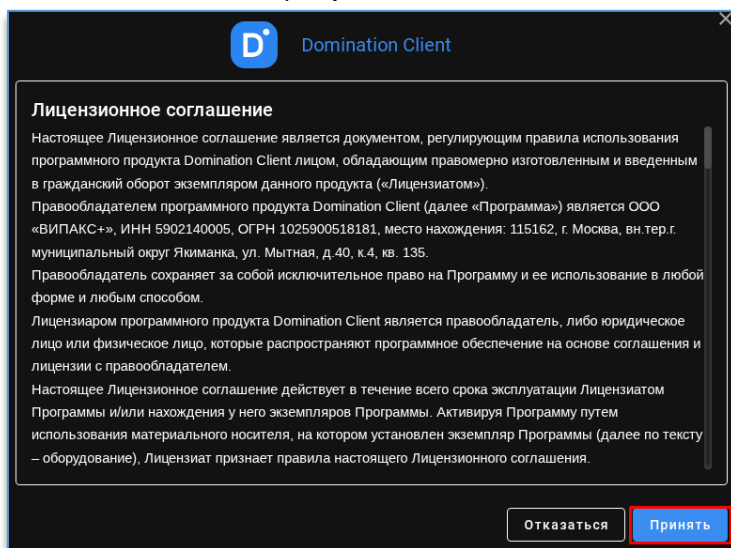 D
Domination Client
Лицензионное соглашение
Настоящее Лицензионное соглашение является документом, регулирующим правила использования
программного продукта Domination Client лицом, обладающим правомерно изготовленным и введенным
в гражданский оборот экземпляром данного продукта («Лицензиатом»).
Правообладателем программного продукта Domination Client (далее «Программа») является ООО
«ВИПАКС+», ИНН 5902140005, ОГРН 1025900518181, место нахождения: 115162, г. Москва, вн.тер.г.
муниципальный округ Якиманка, ул. Мытная, д.40, к.4, кв. 135.
Правообладатель сохраняет за собой исключительное право на Программу и ее использование в любой
форме и любым способом.
Лицензиаром программного продукта Domination Client является правообладатель, либо юридическое
лицо или физическое лицо, которые распространяют программное обеспечение на основе соглашения и
лицензии с правообладателем.
Настоящее Лицензионное соглашение действует в течение всего срока эксплуатации Лицензиатом
Программы и/или нахождения у него экземпляров Программы. Активируя Программу путем
использования материального носителя, на котором установлен экземпляр Программы (далее по тексту
– оборудование), Лицензиат признает правила настоящего Лицензионного соглашения.
Отказаться Принять